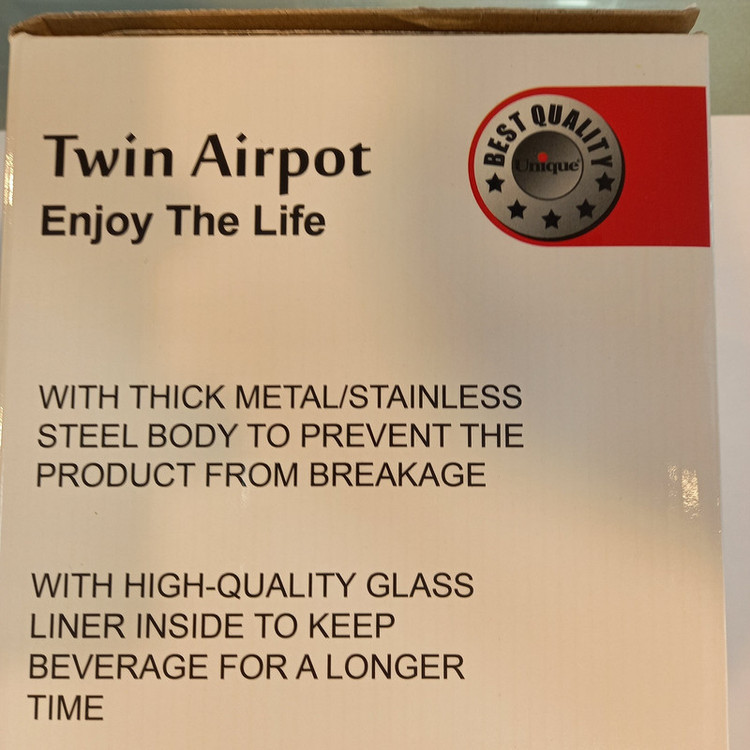 Twin Airpot
Enjoy The Life
BEST QUALITY
Unique
WITH THICK METAL/STAINLESS
STEEL BODY TO PREVENT THE
PRODUCT FROM BREAKAGE
WITH HIGH-QUALITY GLASS
LINER INSIDE TO KEEP
BEVERAGE FOR A LONGER
TIME